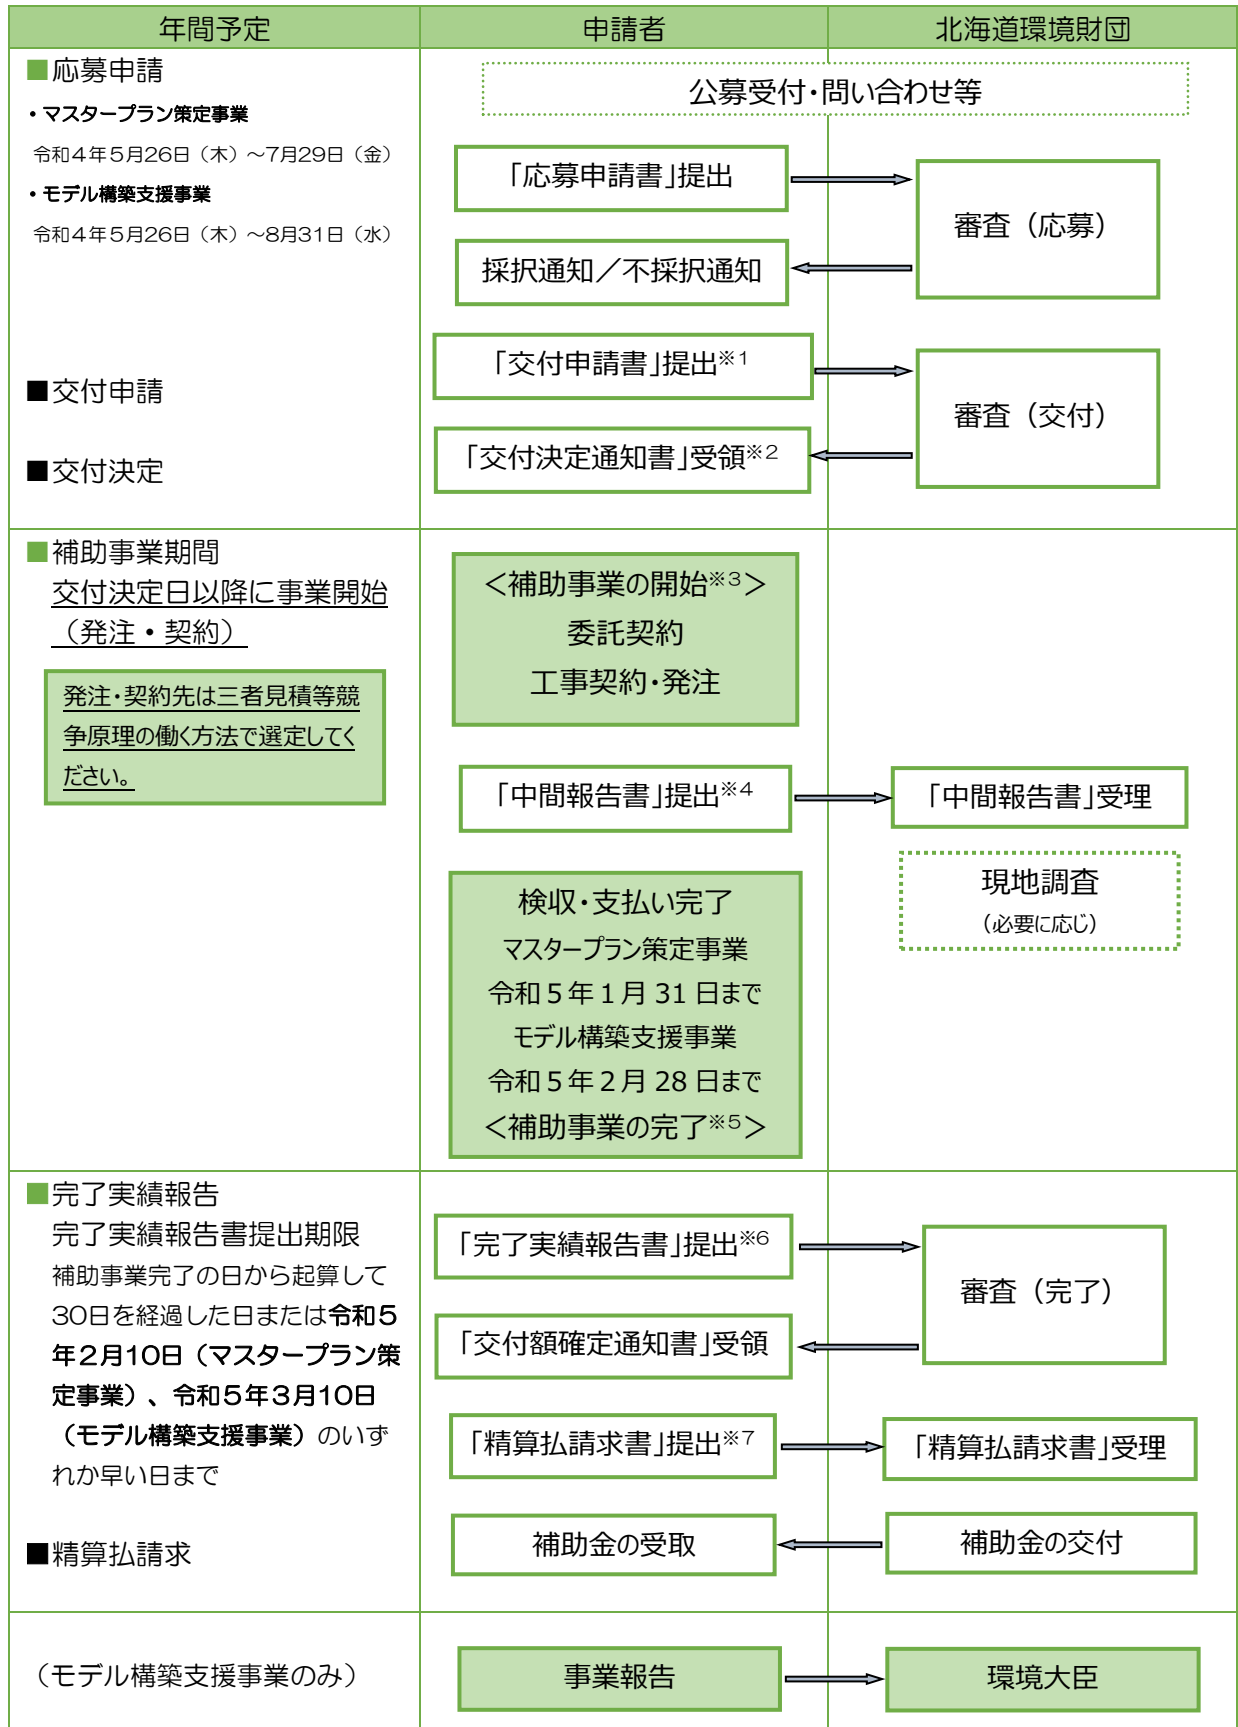 年間予定
申請者
北海道環境財団
■応募申請
・マスタープラン策定事業
令和4年5月26日（木）～7月29日（金）
・モデル構築支援事業
令和4年5月26日（木）～8月31日（水）
■交付申請
■交付決定
公募受付・問い合わせ等
「応募申請書」提出
採択通知／不採択通知
「交付申請書」提出※1
「交付決定通知書」受領※2
審査（応募）
審査（交付）
■補助事業期間
交付決定日以降に事業開始
（発注・契約）
発注・契約先は三者見積等競
争原理の働く方法で選定してく
ださい。
＜補助事業の開始※3＞
委託契約
工事契約・発注
「中間報告書」提出※4
検収・支払い完了
マスタープラン策定事業
令和5年1月 31 日まで
モデル構築支援事業
令和5年2月 28 日まで
＜補助事業の完了※5＞
「中間報告書」受理
現地調査
（必要に応じ）
■完了実績報告
完了実績報告書提出期限
補助事業完了の日から起算して
30日を経過した日または令和5
年2月10日（マスタープラン策
定事業）、令和5年3月10日
（モデル構築支援事業）のいず
れか早い日まで
■精算払請求
「完了実績報告書」提出※6
「交付額確定通知書」受領
「精算払請求書」提出※7
補助金の受取
審査（完了）
「精算払請求書」受理
補助金の交付
（モデル構築支援事業のみ）
事業報告
環境大臣